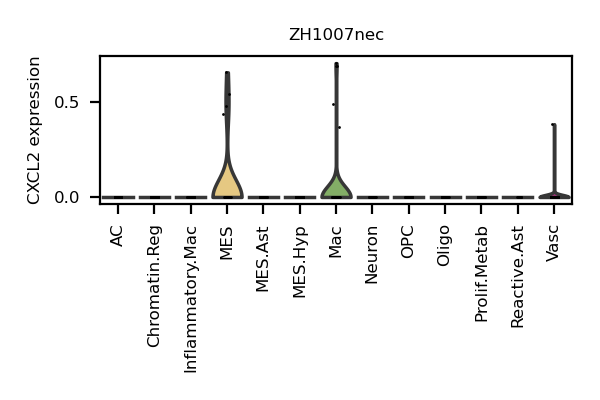 ZH1007nec
CXCL2 expression
0.5
0.0
AC
Chromatin.Reg
Inflammatory.Mac
MES
MES.Ast
MES.Hyp
Mac
Neuron
OPC
Oligo
Prolif.Metab
Reactive.Ast
Vasc